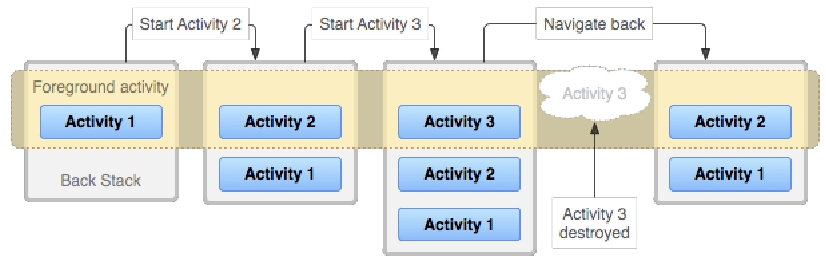 Start Activity 2
Start Activity 3
Navigate back
Foreground activity
Activity 1
Back Stack
Activity 2
Activity 1
Activity 3
Activity 2
Activity 1
Activity 3
Activity 3
destroyed
Activity 2
Activity 1